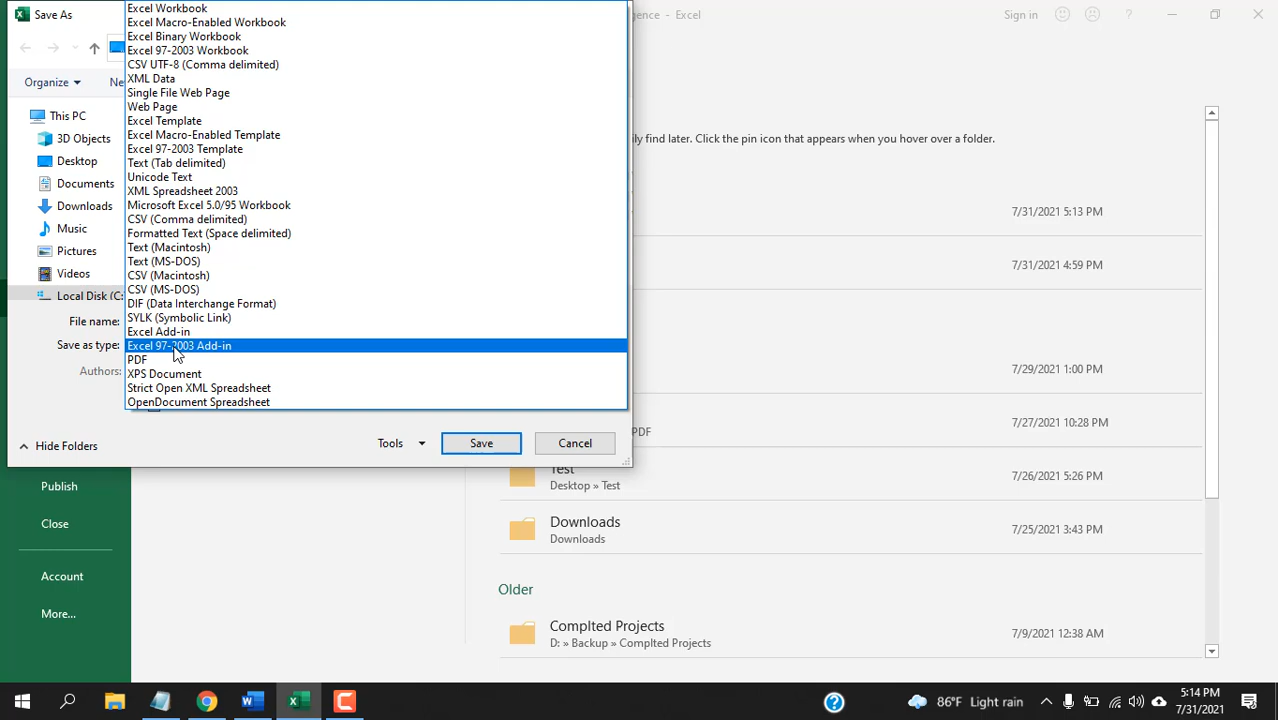 Save As
gence - Excel
Sign in
Organize
Ne
This PC
3D Objects
Desktop
Documents
Downloads
Music
Pictures
Videos
Local Disk (C:
File name:
Save as type:
Authors:
Excel Workbook
Excel Macro-Enabled Workbook
Excel Binary Workbook
Excel 97-2003 Workbook
CSV UTF-8 (Comma delimited)
XML Data
Single File Web Page
Web Page
Excel Template
Excel Macro-Enabled Template
Excel 97-2003 Template
Text (Tab delimited)
Unicode Text
XML Spreadsheet 2003
Microsoft Excel 5.0/95 Workbook
CSV (Comma delimited)
Formatted Text (Space delimited)
Text (Macintosh)
Text (MS-DOS)
CSV (Macintosh)
CSV (MS-DOS)
DIF (Data Interchange Format)
SYLK (Symbolic Link)
Excel Add-in
Excel 97-2003 Add-in
PDF
XPS Document
Strict Open XML Spreadsheet
OpenDocument Spreadsheet
Hide Folders
Tools
Save
Cancel
Publish
Close
Account
More...
ily find later. Click the pin icon that appears when you hover over a folder.
7/31/2021 5:13 PM
7/31/2021 4:59 PM
7/29/2021 1:00 PM
PDF
7/27/2021 10:28 PM
Test
Desktop » Test
7/26/2021 5:26 PM
Downloads
Downloads
7/25/2021 3:43 PM
Older
Complted Projects
D: » Backup » Complted Projects
7/9/2021 12:38 AM
86°F Light rain
5:14 PM
7/31/2021